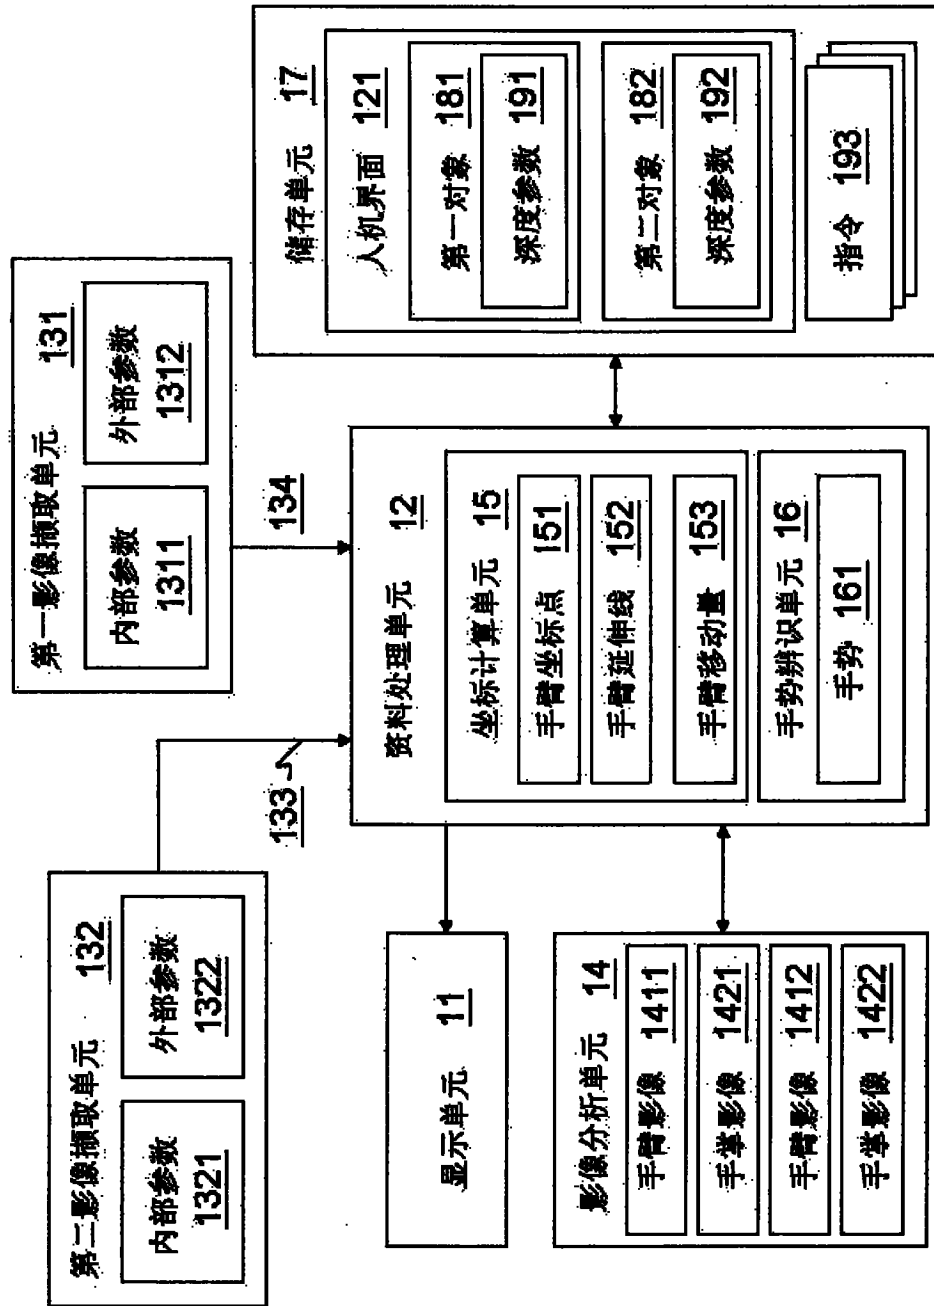 第二影像撷取单元 132
内部参数
1321
外部参数
1322
第一影像撷取单元 131
内部参数
1311
外部参数
1312
133
134
显示单元 11
影像分析单元 14
手臂影像 1411
手掌影像 1421
手臂影像 1412
手掌影像 1422
资料处理单元 12
坐标计算单元 15
手臂坐标点 151
手臂延伸线 152
手臂移动量 153
手势辨识单元 16
手势 161
储存单元 17
人机界面 121
第一对象 181
深度参数 191
第二对象 182
深度参数 192
指令 193